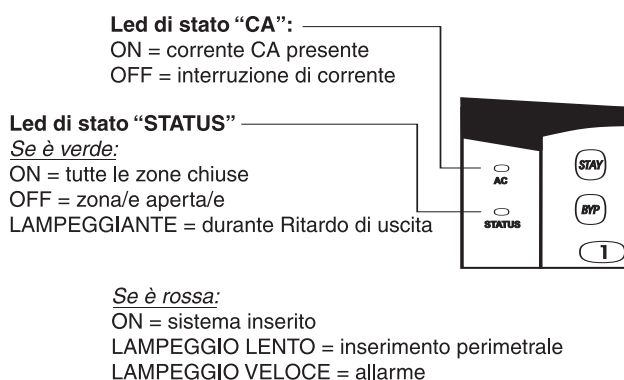 Led di stato “CA”:
ON = corrente CA presente
OFF = interruzione di corrente
Led di stato “STATUS”
Se è verde:
ON = tutte le zone chiuse
OFF = zona/e aperta/e
LAMPEGGIANTE = durante Ritardo di uscita
AC
STATUS
STAY
BYP
1
Se è rossa:
ON = sistema inserito
LAMPEGGIO LENTO = inserimento perimetrale
LAMPEGGIO VELOCE = allarme